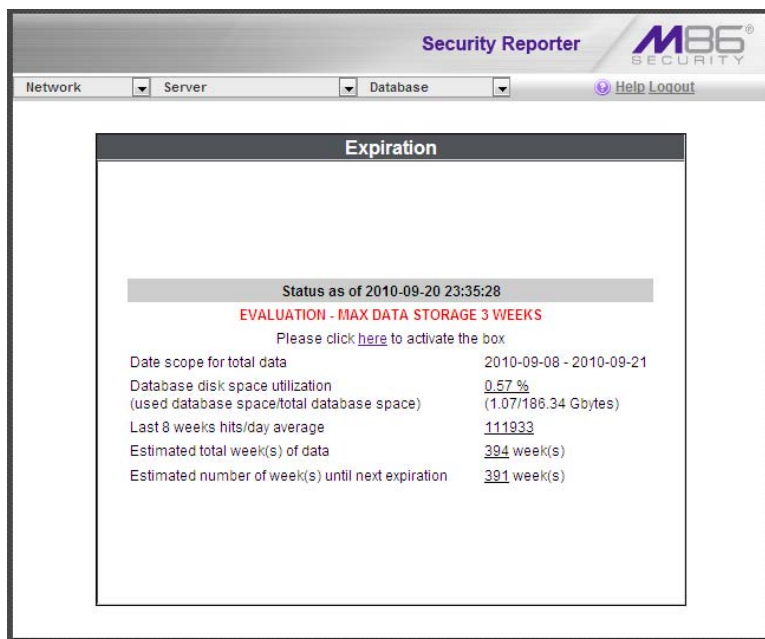 Security Reporter
M86®
SECURITY
Network Server Database Help Logout
Expiration
Status as of 2010-09-20 23:35:28
EVALUATION - MAX DATA STORAGE 3 WEEKS
Please click here to activate the box
Date scope for total data 2010-09-08 - 2010-09-21
Database disk space utilization 0.57 %
(used database space/total database space) (1.07/186.34 Gbytes)
Last 8 weeks hits/day average 111933
Estimated total week(s) of data 394 week(s)
Estimated number of week(s) until next expiration 391 week(s)